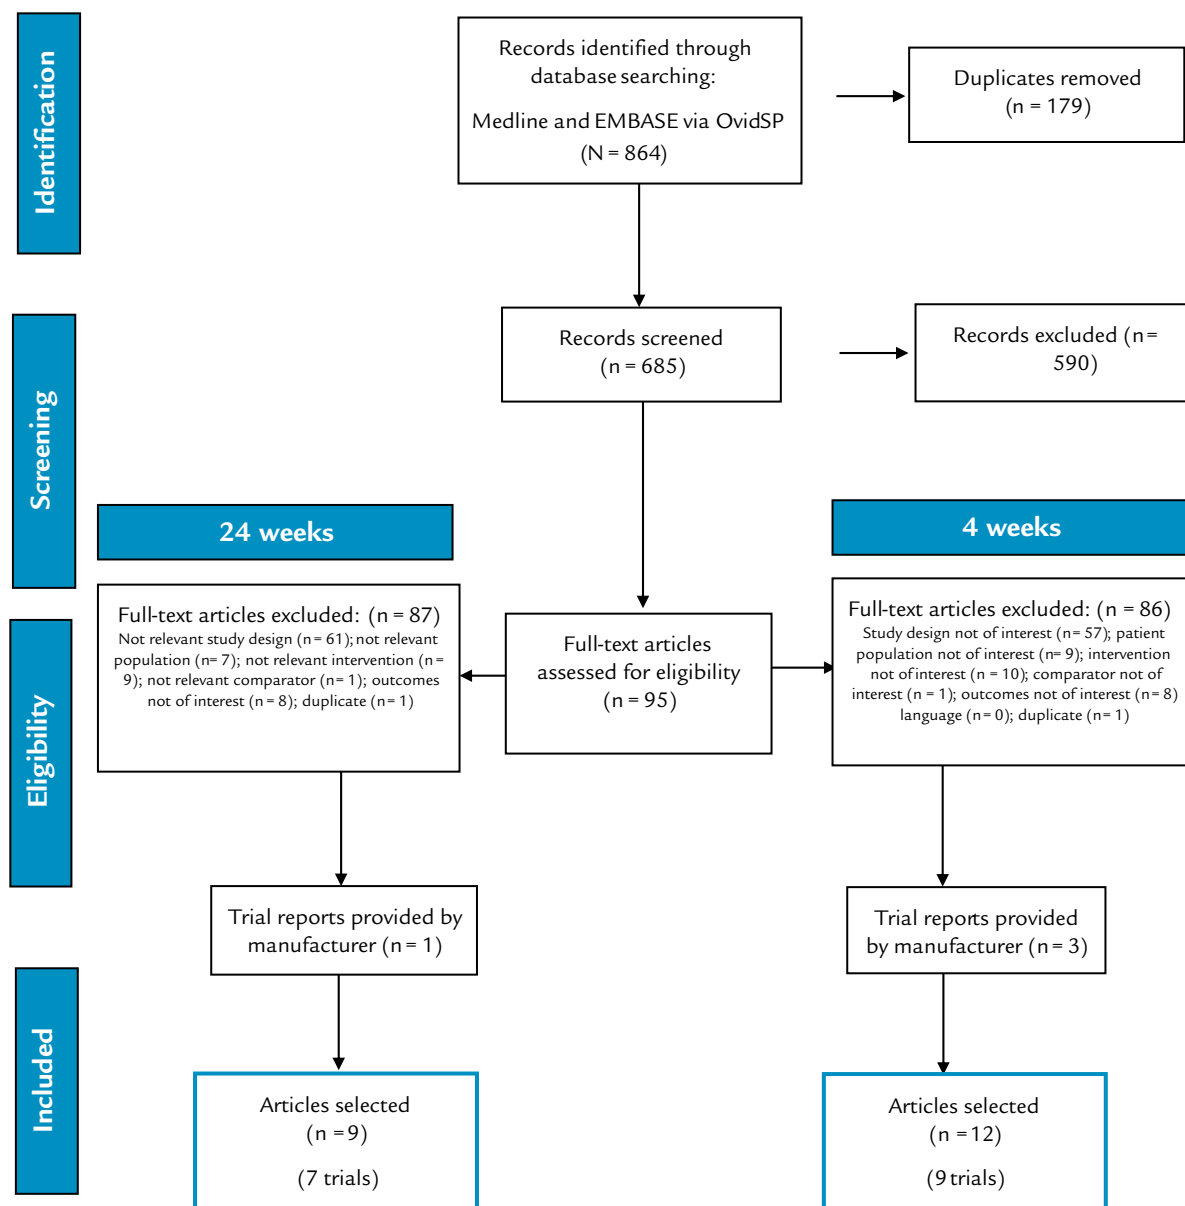 Identification
Records identified through
database searching:
Medline and EMBASE via OvidSP
(N = 864)
Duplicates removed
(n = 179)
Screening
Records screened
(n = 685)
Records excluded (n=
590)
24 weeks
4 weeks
Eligibility
Full-text articles excluded: (n = 87)
Not relevant study design (n = 61); not relevant
population (n= 7); not relevant intervention (n=
9); not relevant comparator (n= 1); outcomes
not of interest (n= 8); duplicate (n= 1)
Full-text articles
assessed for eligibility
(n = 95)
Full-text articles excluded: (n = 86)
Study design not of interest (n= 57); patient
population not of interest (n= 9); intervention
not of interest (n = 10); comparator not of
interest (n= 1); outcomes not of interest (n= 8)
language (n= 0); duplicate (n= 1)
Trial reports provided by
manufacturer (n= 1)
Trial reports provided
by manufacturer (n= 3)
Included
Articles selected
(n = 9)
(7 trials)
Articles selected
(n =12)
(9 trials)